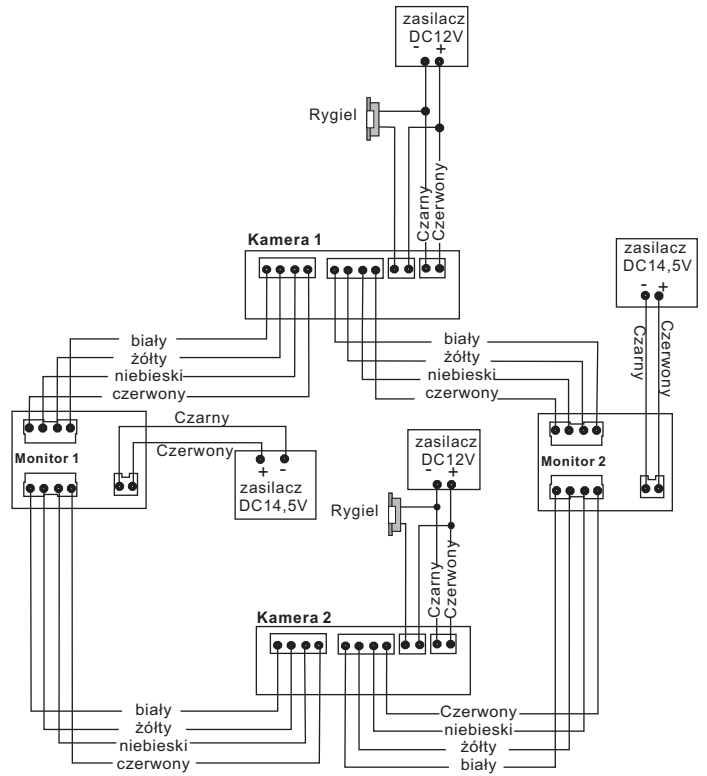 zasilacz
DC12V
- +
Rygiel
Czarny
Czerwony
Kamera 1
zasilacz
DC14,5V
- +
Czarny
Czerwony
biały
żółty
niebieski
czerwony
biały
żółty
niebieski
czerwony
Monitor 1
Czarny
Czerwony
+ -
zasilacz
DC14,5V
zasilacz
DC12V
- +
Rygiel
Czarny
Czerwony
Monitor 2
Kamera 2
biały
żółty
niebieski
czerwony
Czerwony
niebieski
żółty
biały